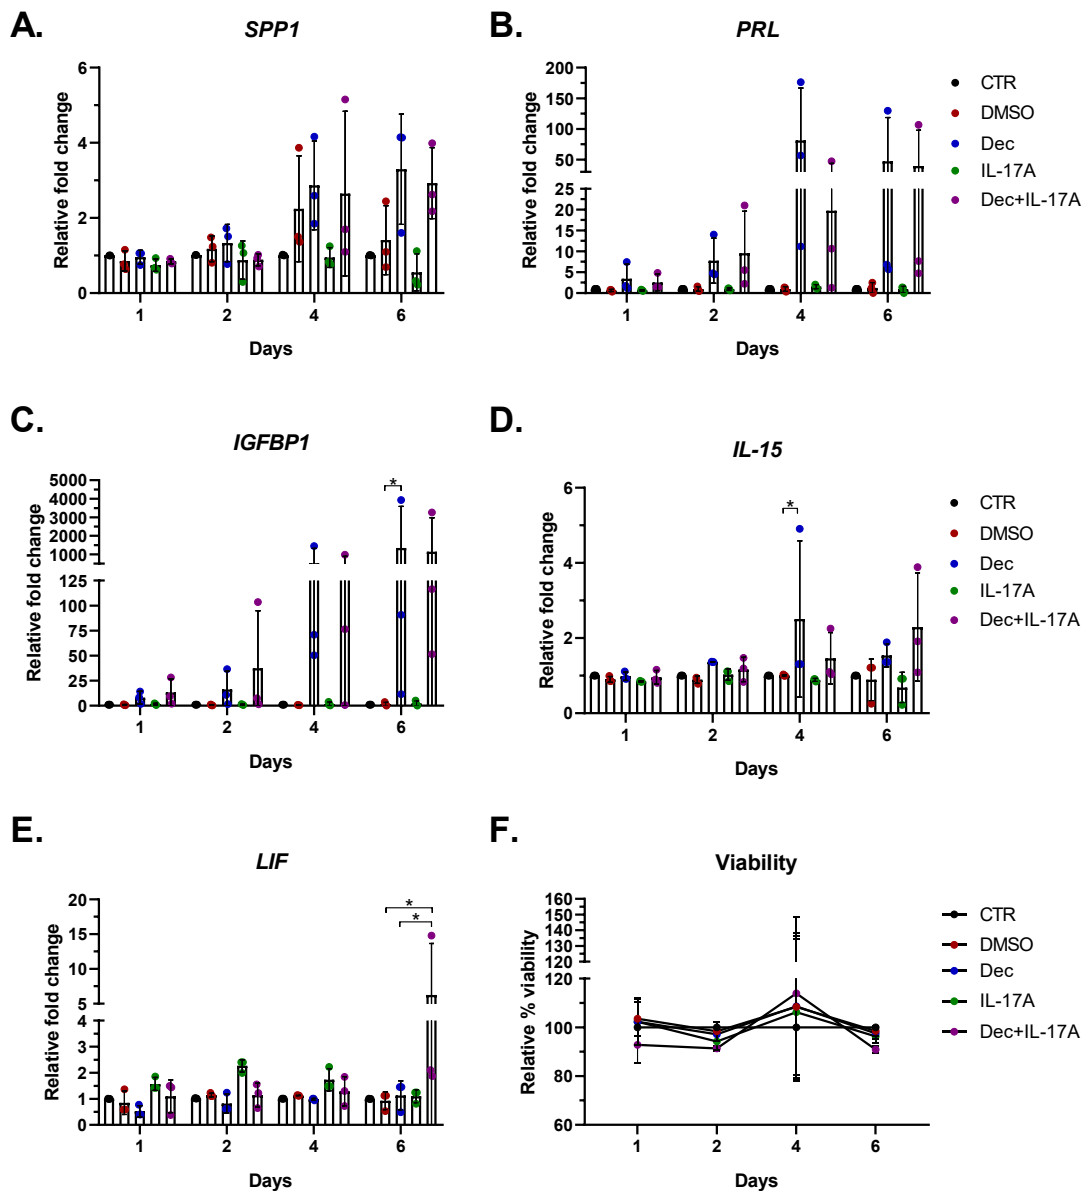 A.
SPP1
Relative fold change
6
4
2
0
1 2 4 6
Days
B.
PRL
Relative fold change
200
175
150
125
100
75
50
25
20
15
10
5
0
1 2 4 6
Days
CTR
DMSO
Dec
IL-17A
Dec+IL-17A
C.
IGFBP1
Relative fold change
5000
4000
3000
2000
1000
125
100
75
50
25
0
*
1 2 4 6
Days
D.
IL-15
Relative fold change
6
4
2
0
*
1 2 4 6
Days
CTR
DMSO
Dec
IL-17A
Dec+IL-17A
E.
LIF
Relative fold change
20
15
10
5
4
3
2
1
0
*
*
1 2 4 6
Days
F.
Viability
Relative % viability
160
150
140
130
120
120
100
80
60
1 2 4 6
Days
CTR
DMSO
Dec
IL-17A
Dec+IL-17A